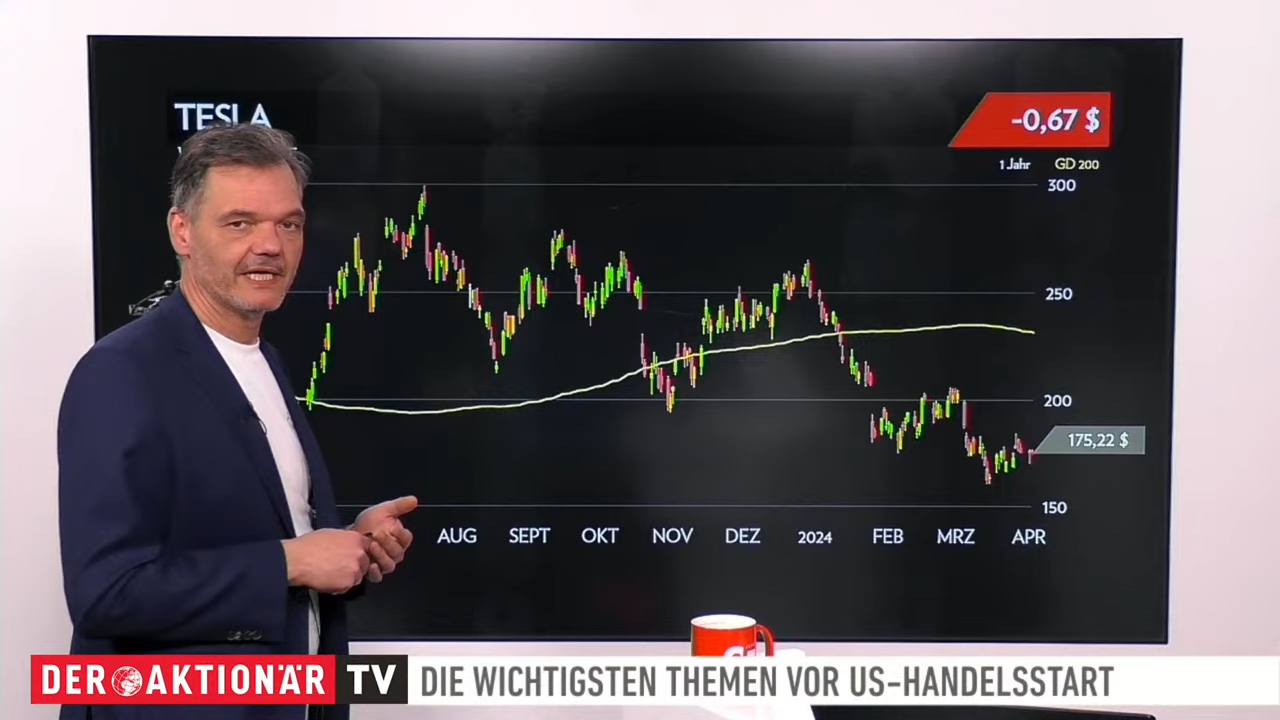 TESLA
-0,67 $
1 Jahr GD 200
300
250
200
175,22 $
150
AUG SEPT OKT NOV DEZ 2024 FEB MRZ APR
DER AKTIONÄR TV DIE WICHTIGSTEN THEMEN VOR US-HANDELSSTART